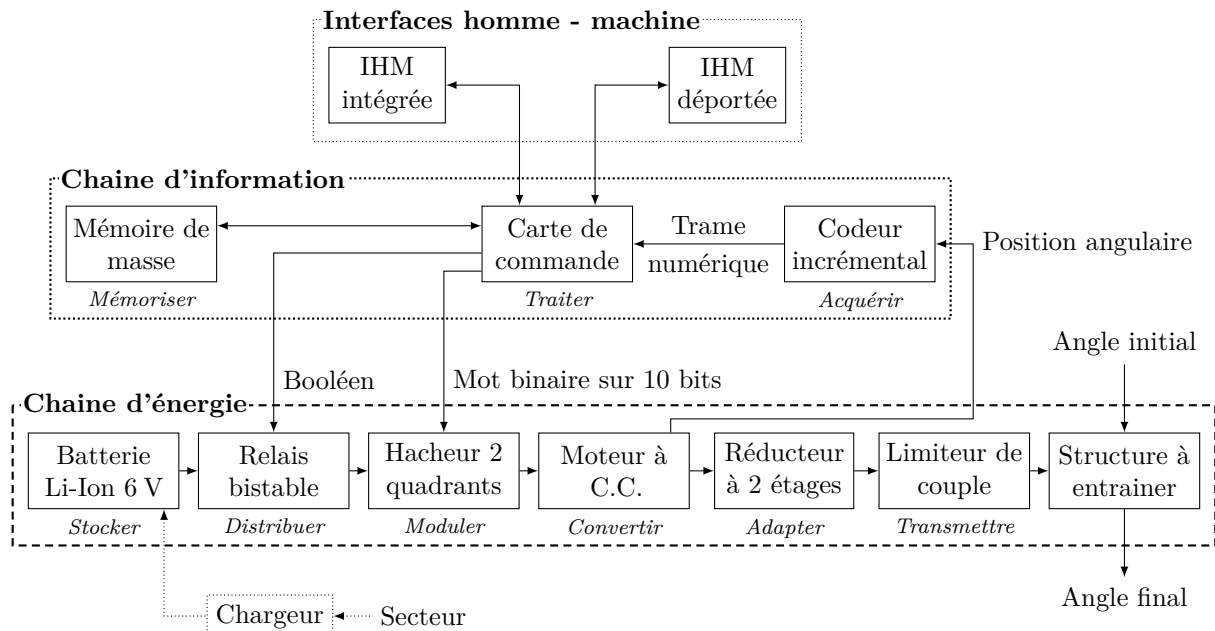 Interfaces homme - machine
IHM
intégrée
IHM
déportée
Chaine d'information
Mémoire de
masse
Mémoriser
Carte de
commande
Traiter
Trame
numérique
Codeur
incrémental
Acquérir
Position angulaire
Angle initial
Booléen
Mot binaire sur 10 bits
Chaine d'énergie
Batterie
Li-Ion 6 V
Stocker
Relais
bistable
Distribuer
Hacheur 2
quadrants
Moduler
Moteur à
C.C.
Convertir
Réducteur
à 2 étages
Adapter
Limiteur de
couple
Transmettre
Structure à
entrainer
Chargeur
Secteur
Angle final